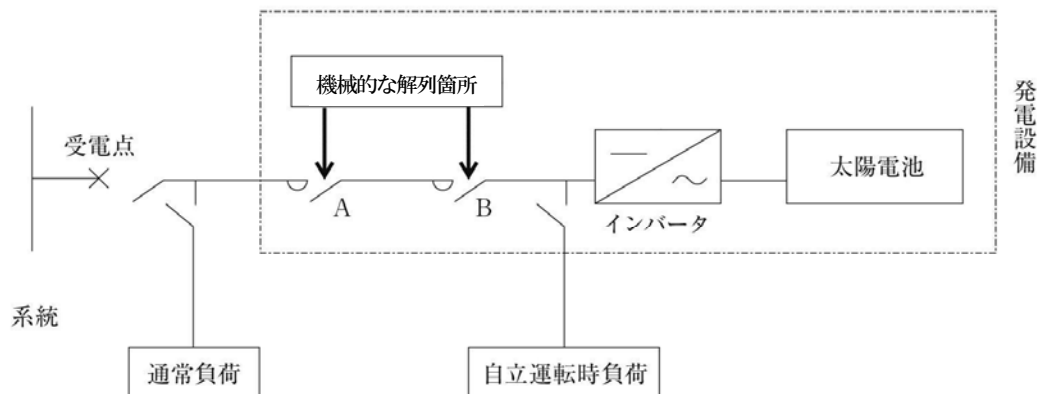 機械的な解列箇所
受電点
A
B
インバータ
太陽電池
発電設備
系統
通常負荷
自立運転時負荷